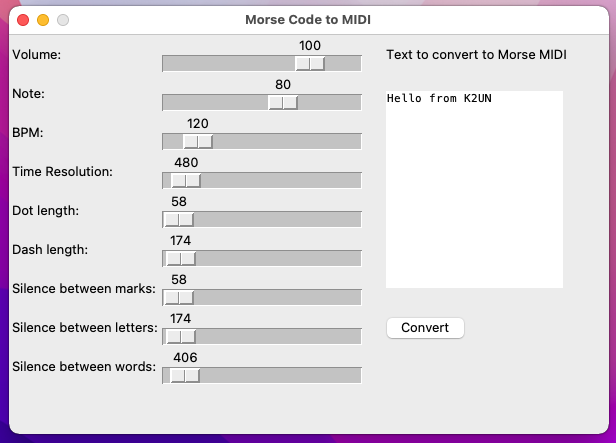 Morse Code to MIDI
Volume:
100
Note:
80
BPM:
120
Time Resolution:
480
Dot length:
58
Dash length:
174
Silence between marks:
58
Silence between letters:
174
Silence between words:
406
Text to convert to Morse MIDI
Hello from K2UN
Convert